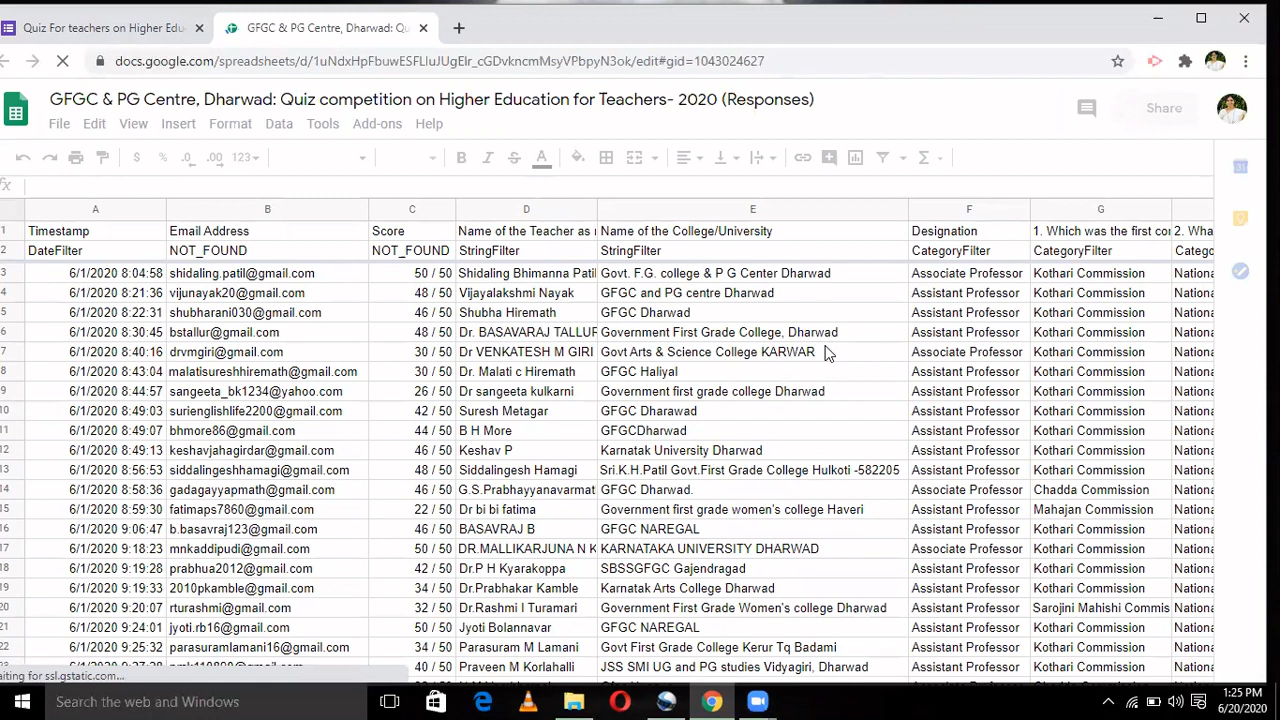 Quiz For teachers on Higher Edu
GFGC & PG Centre, Dharwad: Qu
docs.google.com/spreadsheets/d/1uNdxHpFbuwESFLluJUgElr_cGDvhcmMsyVPbpyN3ok/edit#gid=1043024627
GFGC & PG Centre, Dharwad: Quiz competition on Higher Education for Teachers- 2020 (Responses)
Share
File Edit View Insert Format Data Tools Add-ons Help
$ % .0 .00 123
fx
A B C D E F G
1 Timestamp Email Address Score Name of the Teacher as Name of the College/University Designation 1. Which was the first co 2. Wha
2 DateFilter NOT_FOUND NOT_FOUND StringFilter StringFilter CategoryFilter CategoryFilter Catego
3 6/1/2020 8:04:58 shidaling.patil@gmail.com 50 / 50 Shidaling Bhimanna Patil Govt. F.G. college & P G Center Dharwad Associate Professor Kothari Commission Nationa
4 6/1/2020 8:21:36 vijunayak20@gmail.com 48 / 50 Vijayalakshmi Nayak GFGC and PG centre Dharwad Assistant Professor Kothari Commission Nationa
5 6/1/2020 8:22:31 shubharani030@gmail.com 46 / 50 Shubha Hiremath GFGC Dharwad Assistant Professor Kothari Commission Nationa
6 6/1/2020 8:30:45 bstallur@gmail.com 48 / 50 Dr. BASAVARAJ TALLUR Government First Grade College, Dharwad Assistant Professor Kothari Commission Nationa
7 6/1/2020 8:40:16 drvmgiri@gmail.com 30 / 50 Dr VENKATESH M GIRI Govt Arts & Science College KARWAR Associate Professor Kothari Commission Nationa
8 6/1/2020 8:43:04 malatisureshhiremath@gmail.com 30 / 50 Dr. Malati c Hiremath GFGC Haliyal Assistant Professor Kothari Commission Nationa
9 6/1/2020 8:44:57 sangeeta_bk1234@yahoo.com 26 / 50 Dr sangeeta kulkarni Government first grade college Dharwad Assistant Professor Kothari Commission Nationa
10 6/1/2020 8:49:03 surienglishlife2200@gmail.com 42 / 50 Suresh Metagar GFGC Dharawad Assistant Professor Kothari Commission Nationa
11 6/1/2020 8:49:07 bhmore86@gmail.com 44 / 50 B H More GFGCDharwad Assistant Professor Kothari Commission Nationa
12 6/1/2020 8:49:13 keshavjahagirdar@gmail.com 46 / 50 Keshav P Karnatak University Dharwad Assistant Professor Kothari Commission Nationa
13 6/1/2020 8:56:53 siddalingeshhamagi@gmail.com 48 / 50 Siddalingesh Hamagi Sri.K.H.Patil Govt.First Grade College Hulkoti -582205 Assistant Professor Kothari Commission Nationa
14 6/1/2020 8:58:36 gadagayyapmath@gmail.com 46 / 50 G.S.Prabhayyanavarmat GFGC Dharwad. Associate Professor Chadda Commission Nationa
15 6/1/2020 8:59:30 fatimaps7860@gmail.com 22 / 50 Dr bi bi fatima Government first grade women's college Haveri Assistant Professor Mahajan Commission Nationa
16 6/1/2020 9:06:47 b.basavraj123@gmail.com 46 / 50 BASAVRAJ B GFGC NAREGAL Assistant Professor Kothari Commission Nationa
17 6/1/2020 9:18:23 mnkaddipudi@gmail.com 50 / 50 DR.MALLIKARJUNA N K KARNATAKA UNIVERSITY DHARWAD Associate Professor Kothari Commission Nationa
18 6/1/2020 9:19:28 prabhua2012@gmail.com 42 / 50 Dr.P H Kyarakoppa SBSSGFGC Gajendragad Assistant Professor Kothari Commission Nationa
19 6/1/2020 9:19:33 2010pkamble@gmail.com 34 / 50 Dr.Prabhakar Kamble Karnatak Arts College Dharwad Assistant Professor Kothari Commission Nationa
20 6/1/2020 9:20:07 rturashmi@gmail.com 32 / 50 Dr.Rashmi I Turamari Government First Grade Women's college Dharwad Assistant Professor Sarojini Mahishi Commis Nationa
21 6/1/2020 9:24:01 jyoti.rb16@gmail.com 50 / 50 Jyoti Bolannavar GFGC NAREGAL Assistant Professor Kothari Commission Nationa
22 6/1/2020 9:25:32 parasuramlamani16@gmail.com 46 / 50 Parasuram M Lamani Govt First Grade College Kerur Tq Badami Assistant Professor Kothari Commission Nationa
40 / 50 Praveen M Korlahalli JSS SMI UG and PG studies Vidyagiri, Dharwad Assistant Professor Kothari Commission Nationa
aiting for ssl.gstatic.com...
Search the web and Windows
1:25 PM
6/20/2020